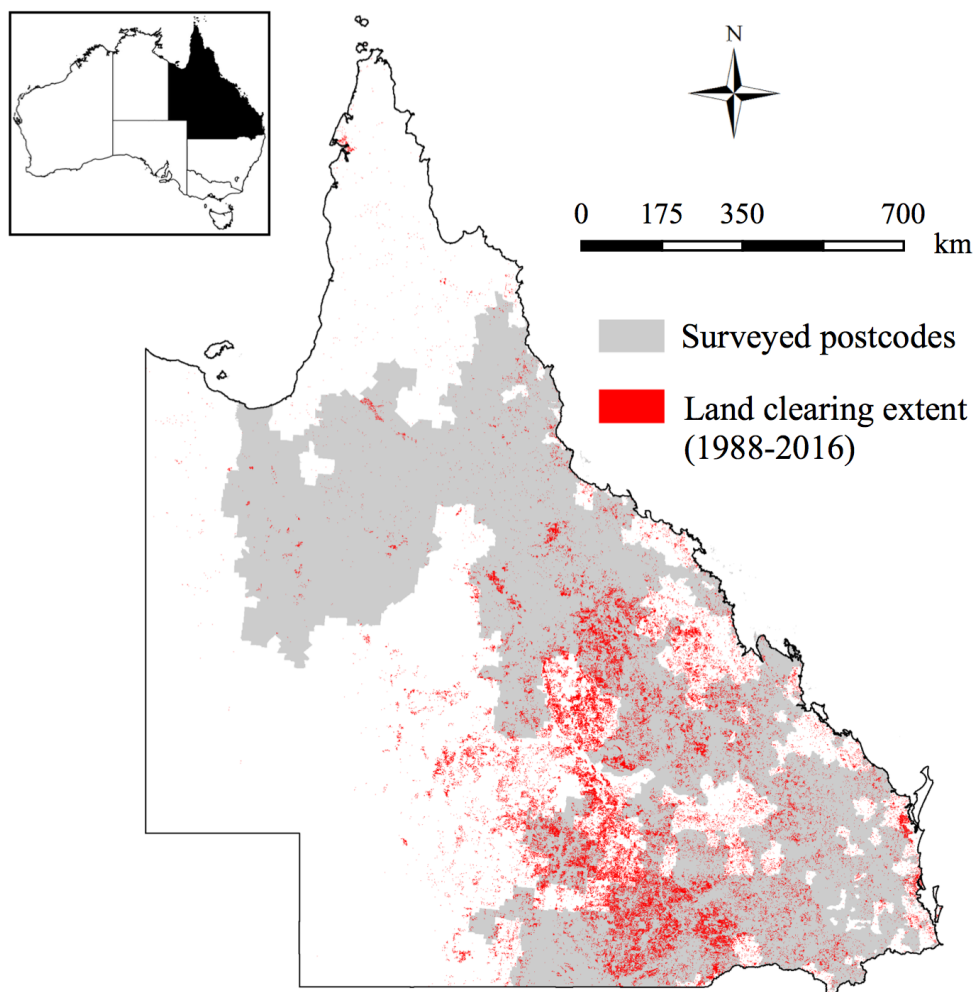 N
0 175 350 700
km
Surveyed postcodes
Land clearing extent
(1988-2016)